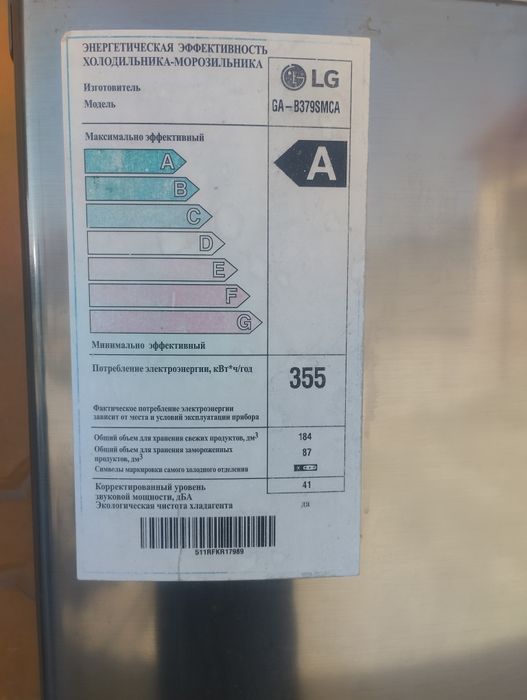 ЭНЕРГЕТИЧЕСКАЯ ЭФФЕКТИВНОСТЬ
ХОЛОДИЛЬНИКА-МОРОЗИЛЬНИКА
LG
Изготовитель
Модель
GA-B379SMCA
Максимально эффективный
A
A
B
C
D
E
F
G
Минимально эффективный
Потребление электроэнергии, кВт*ч/год
355
Фактическое потребление электроэнергии
зависит от места и условий эксплуатации прибора
Общий объем для хранения свежих продуктов, дм³
184
Общий объем для хранения замороженных
продуктов, дм³
87
Символы маркировки самого холодного отделения
Корректированный уровень
звуковой мощности, дБА
41
Экологическая чистота хладагента
да
511RFKR17989